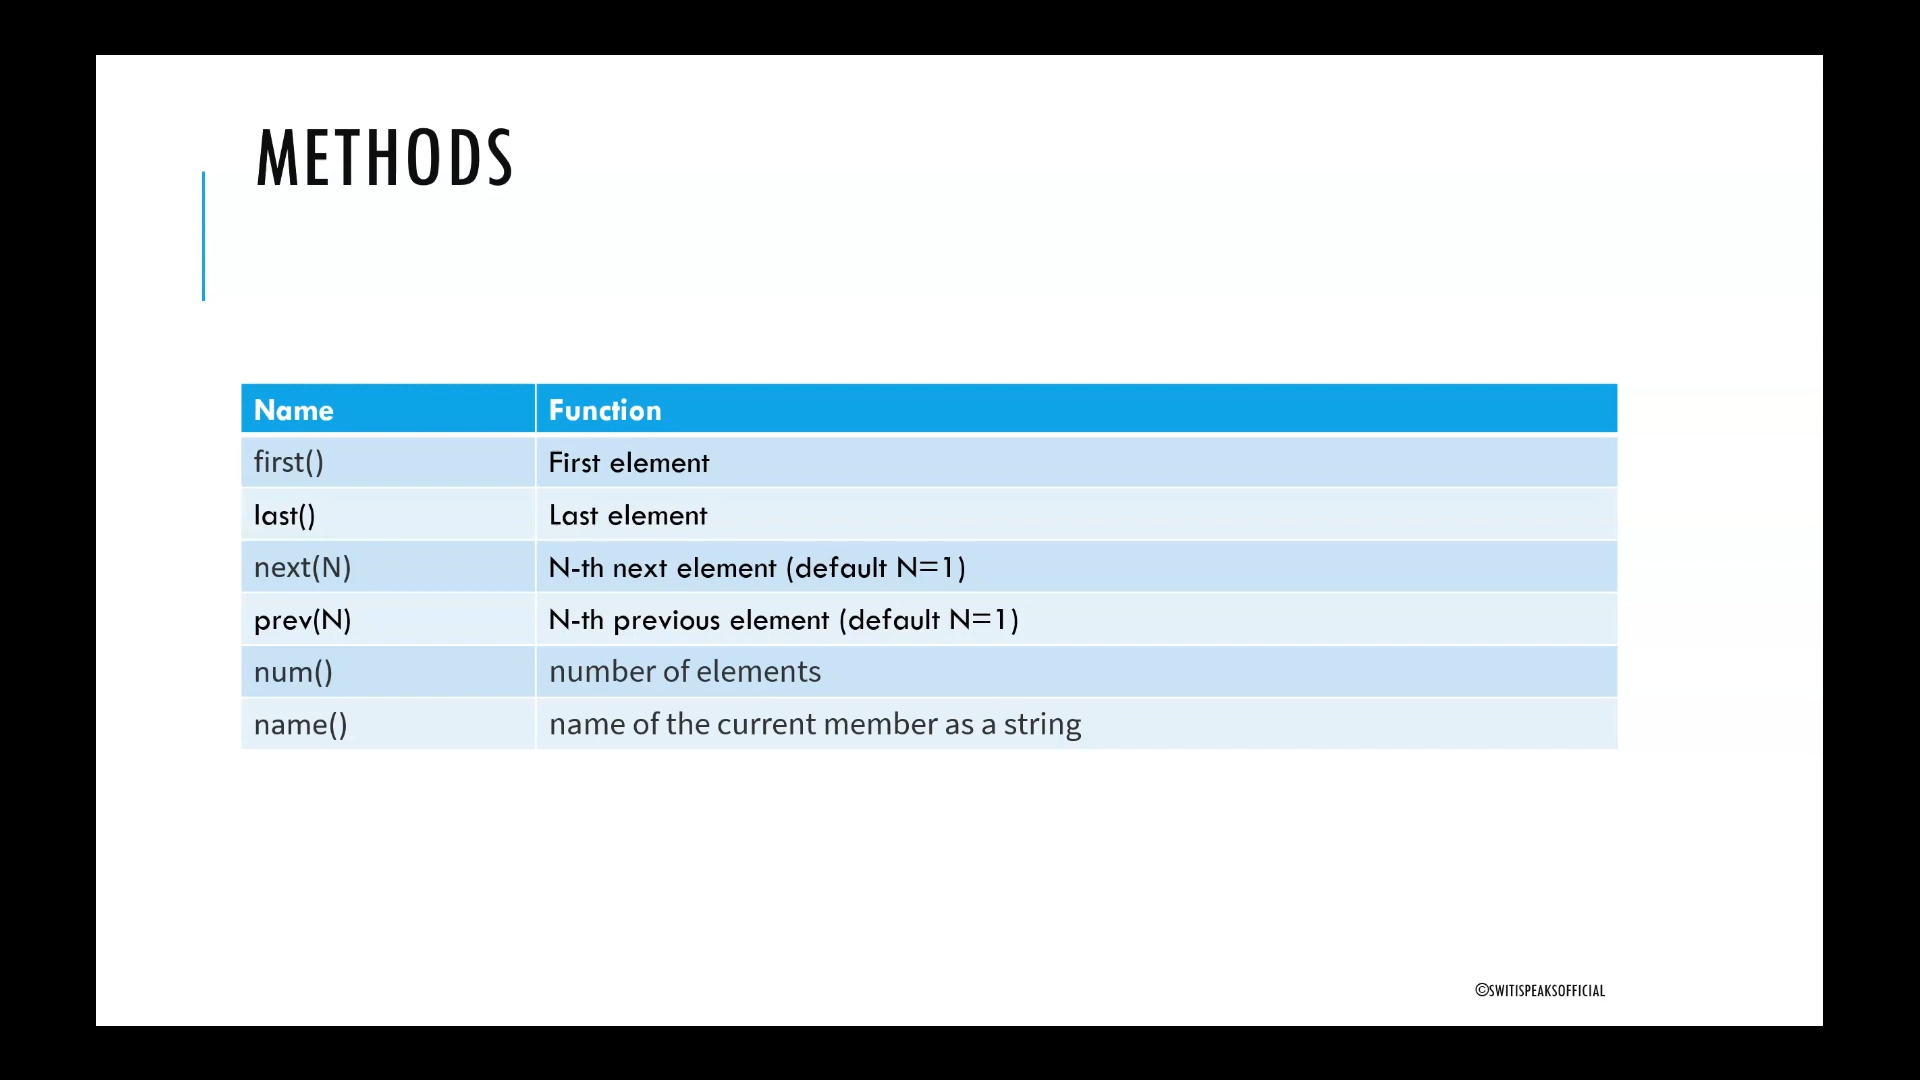 METHODS
Name Function
first() First element
last() Last element
next(N) N-th next element (default N=1)
prev(N) N-th previous element (default N=1)
num() number of elements
name() name of the current member as a string
©SWITISPEAKSOFFICIAL